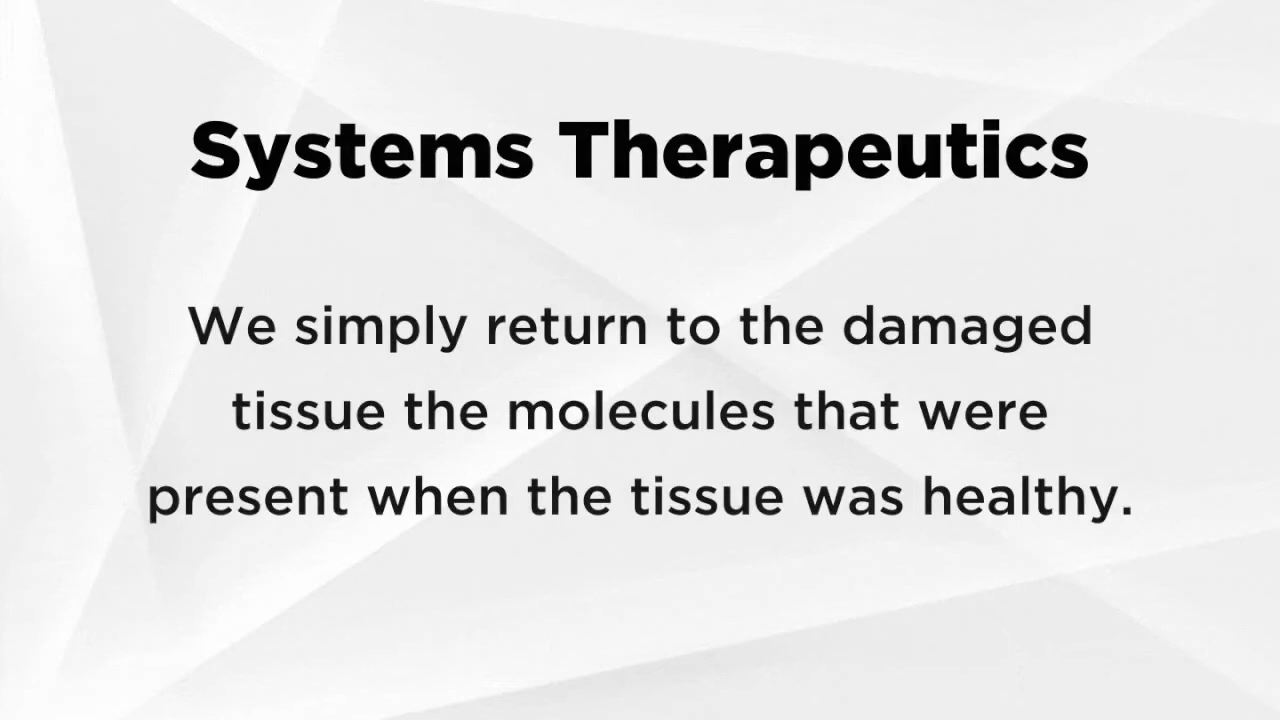 Systems Therapeutics
We simply return to the damaged
tissue the molecules that were
present when the tissue was healthy.